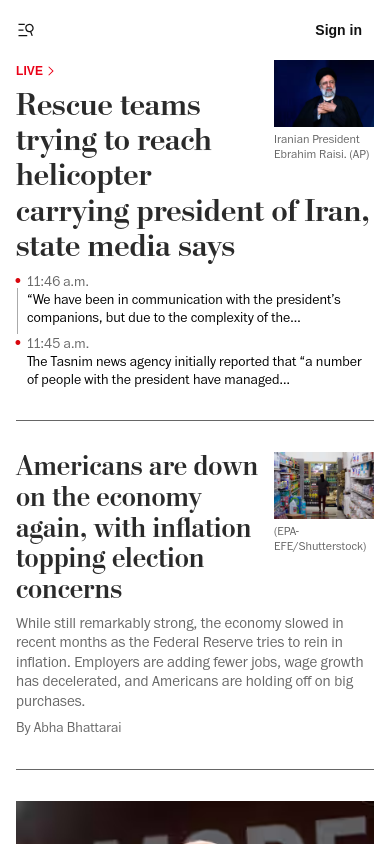 Sign in
LIVE
Rescue teams
trying to reach
helicopter
carrying president of Iran,
state media says
Iranian President
Ebrahim Raisi. (AP)
11:46 a.m.
“We have been in communication with the president’s
companions, but due to the complexity of the...
11:45 a.m.
The Tasnim news agency initially reported that “a number
of people with the president have managed...
Americans are down
on the economy
again, with inflation
topping election
concerns
(EPA-
EFE/Shutterstock)
While still remarkably strong, the economy slowed in
recent months as the Federal Reserve tries to rein in
inflation. Employers are adding fewer jobs, wage growth
has decelerated, and Americans are holding off on big
purchases.
By Abha Bhattarai